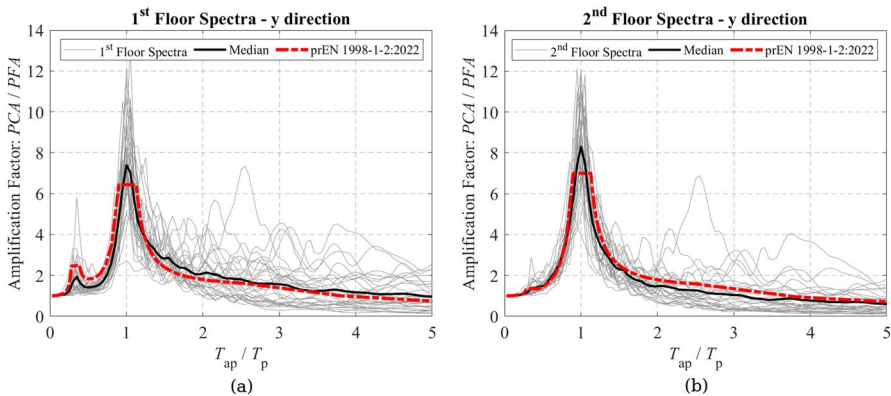 1st Floor Spectra - y direction
1st Floor Spectra Median prEN 1998-1-2:2022
Amplification Factor: PCA / PFA
14
12
10
8
6
4
2
0
0 1 2 3 4 5
Tap / Tp
(a)
2nd Floor Spectra - y direction
2nd Floor Spectra Median prEN 1998-1-2:2022
Amplification Factor: PCA / PFA
14
12
10
8
6
4
2
0
0 1 2 3 4 5
Tap / Tp
(b)